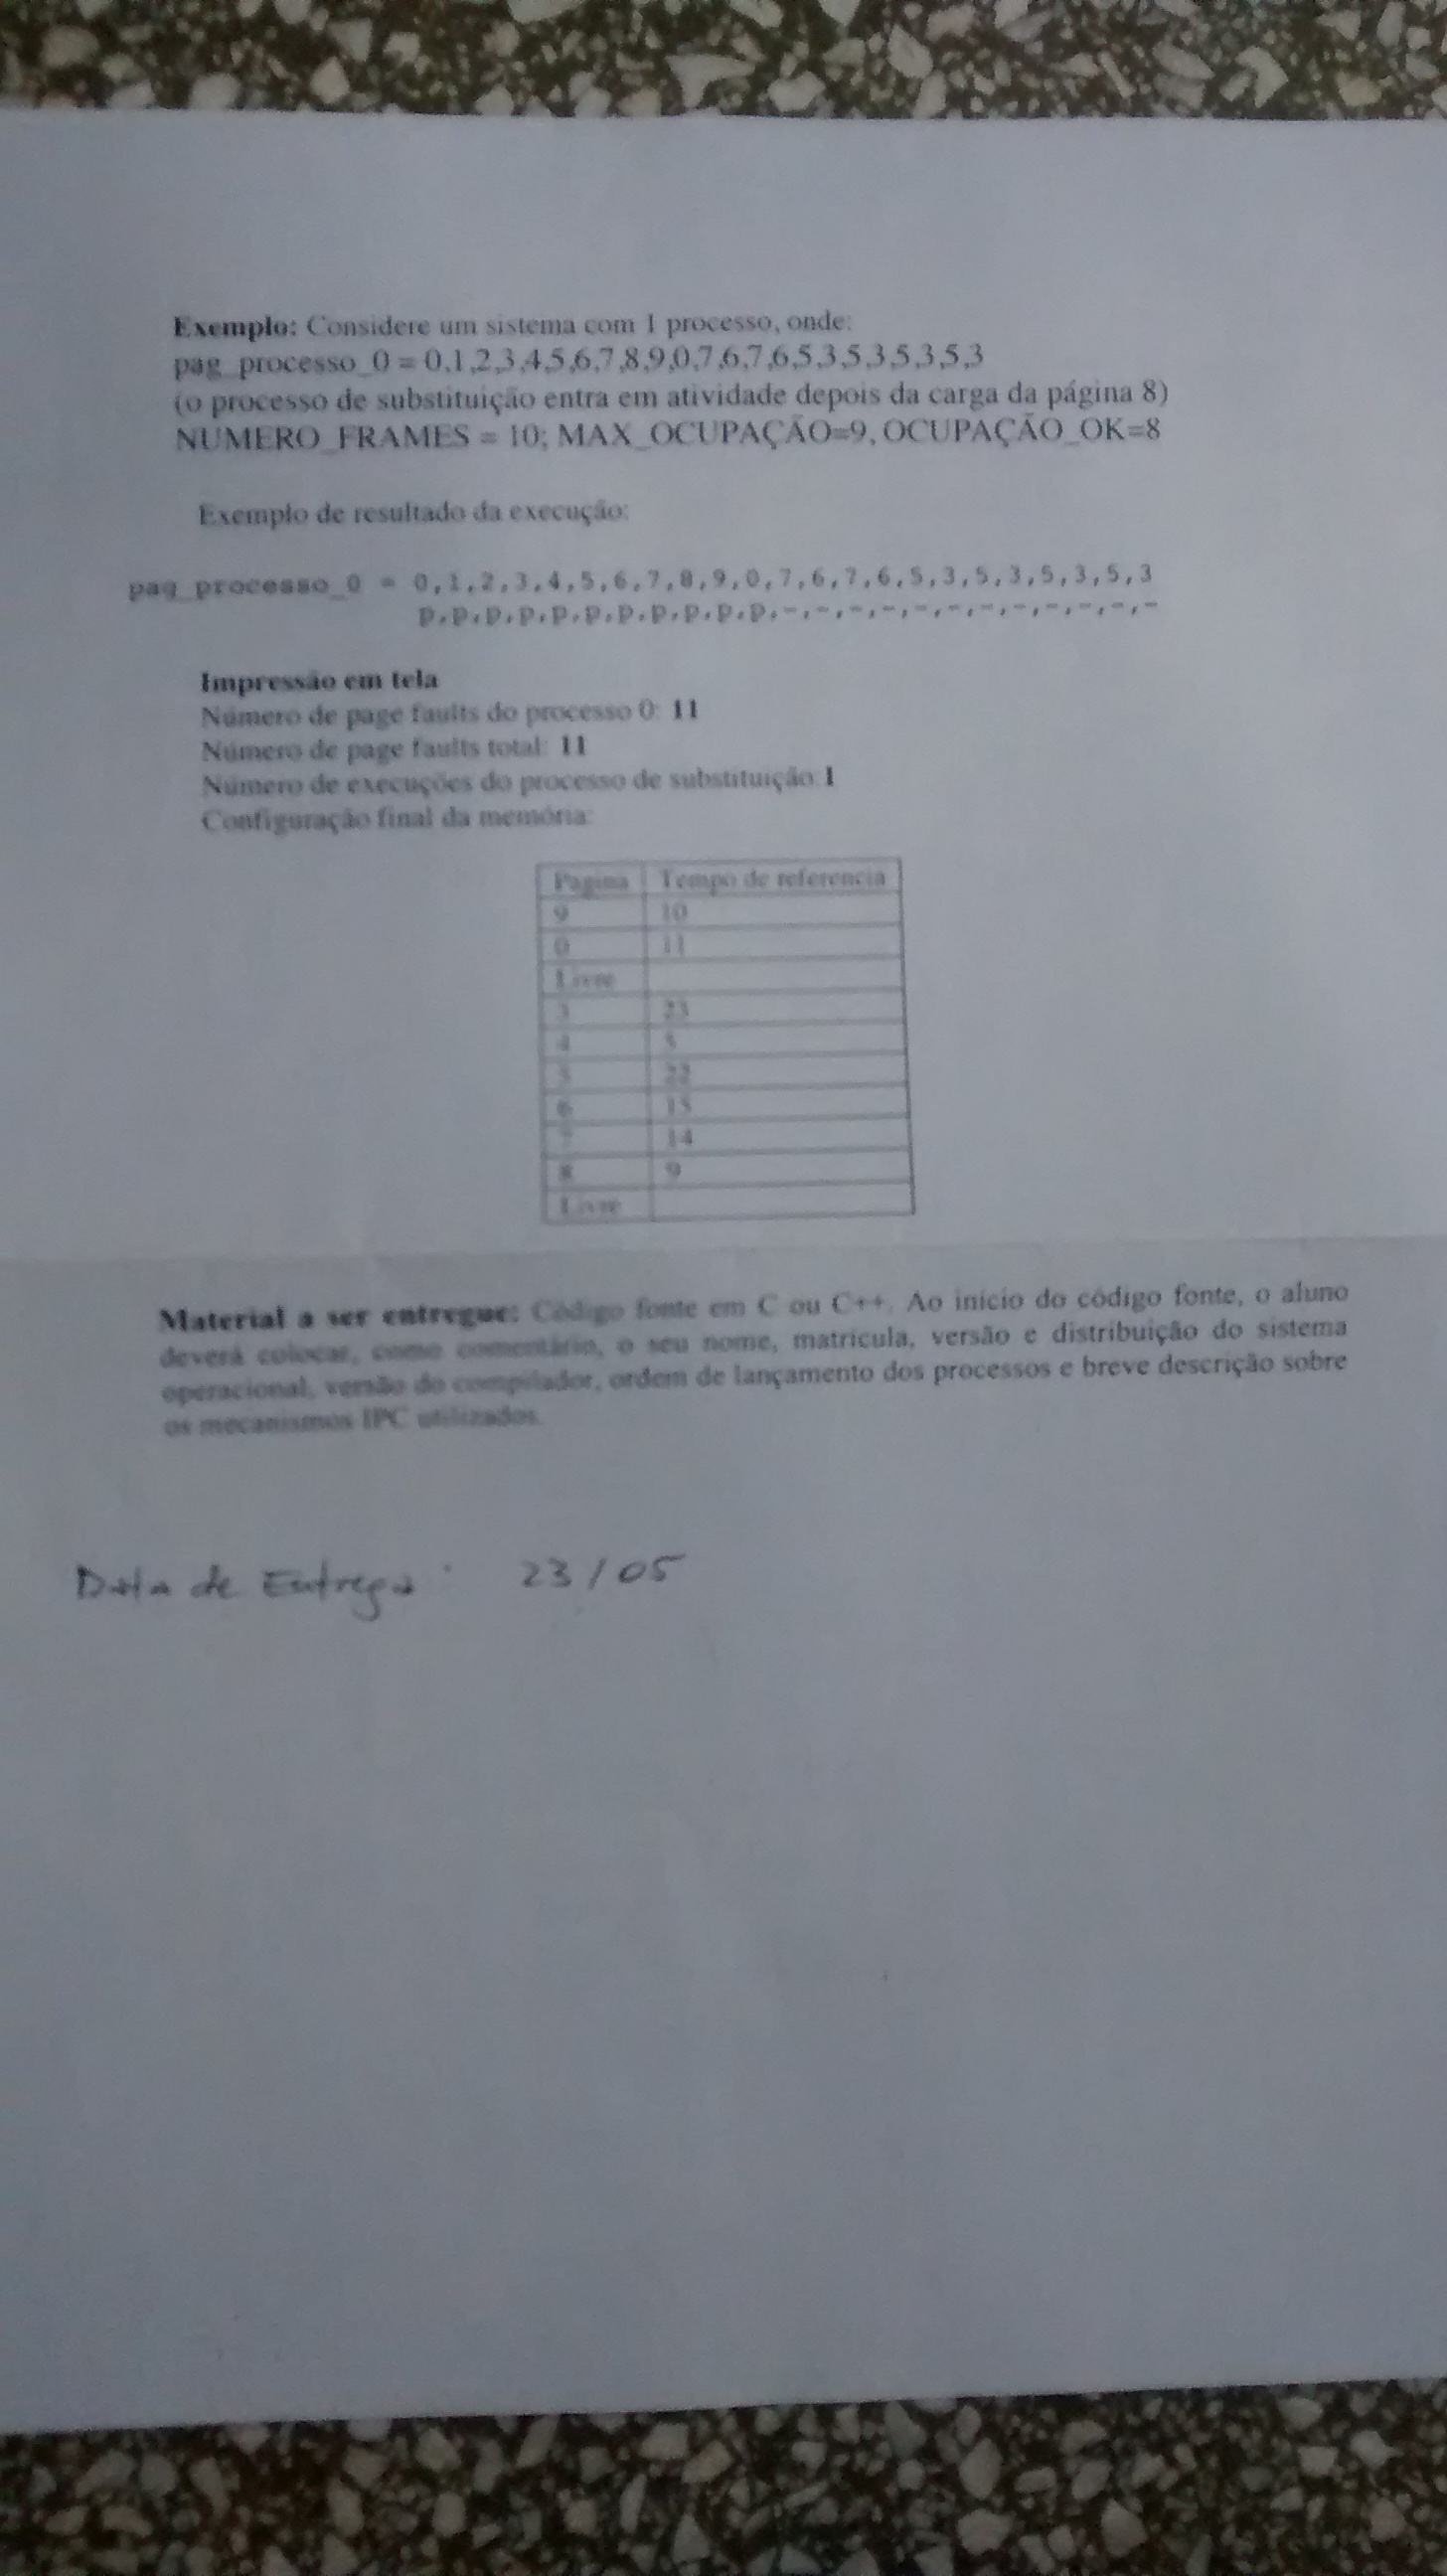 Exemplo: Considere um sistema com 1 processo, onde:
pag_processo_0 = 0,1,2,3,4,5,6,7,8,9,0,7,6,7,6,5,3,5,3,5,3,5,3
(o processo de substituição entra em atividade depois da carga da página 8)
NUMERO_FRAMES = 10; MAX_OCUPAÇÃO=9, OCUPAÇÃO_OK=8
Exemplo de resultado da execução:
pag_processo_0 = 0,1,2,3,4,5,6,7,8,9,0,7,6,7,6,5,3,5,3,5,3,5,3
p,p,p,p,p,p,p,p,p,p,p,-,-,-,-,-,-,-,-,-,-,-,-
Impressão em tela
Número de page faults do processo 0: 11
Número de page faults total: 11
Número de execuções do processo de substituição:1
Configuração final da memória:
Pagina Tempo de referencia
9 10
0 11
Livre
3 23
4 5
5 22
6 15
7 14
8 9
Livre
Material a ser entregue: Código fonte em C ou C++. Ao início do código fonte, o aluno
deverá colocar, como comentário, o seu nome, matricula, versão e distribuição do sistema
operacional, versão do compilador, ordem de lançamento dos processos e breve descrição sobre
os mecanismos IPC utilizados.
Data de Entrega: 23/05